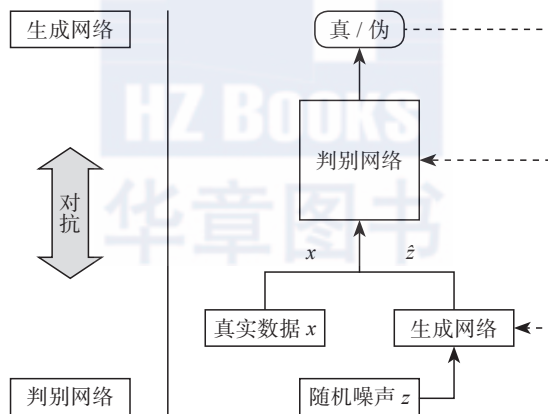 生成网络
真 / 伪
HZ BOOKS
华章图书
判别网络
对
抗
x
ẑ
真实数据 x
生成网络
判别网络
随机噪声 z